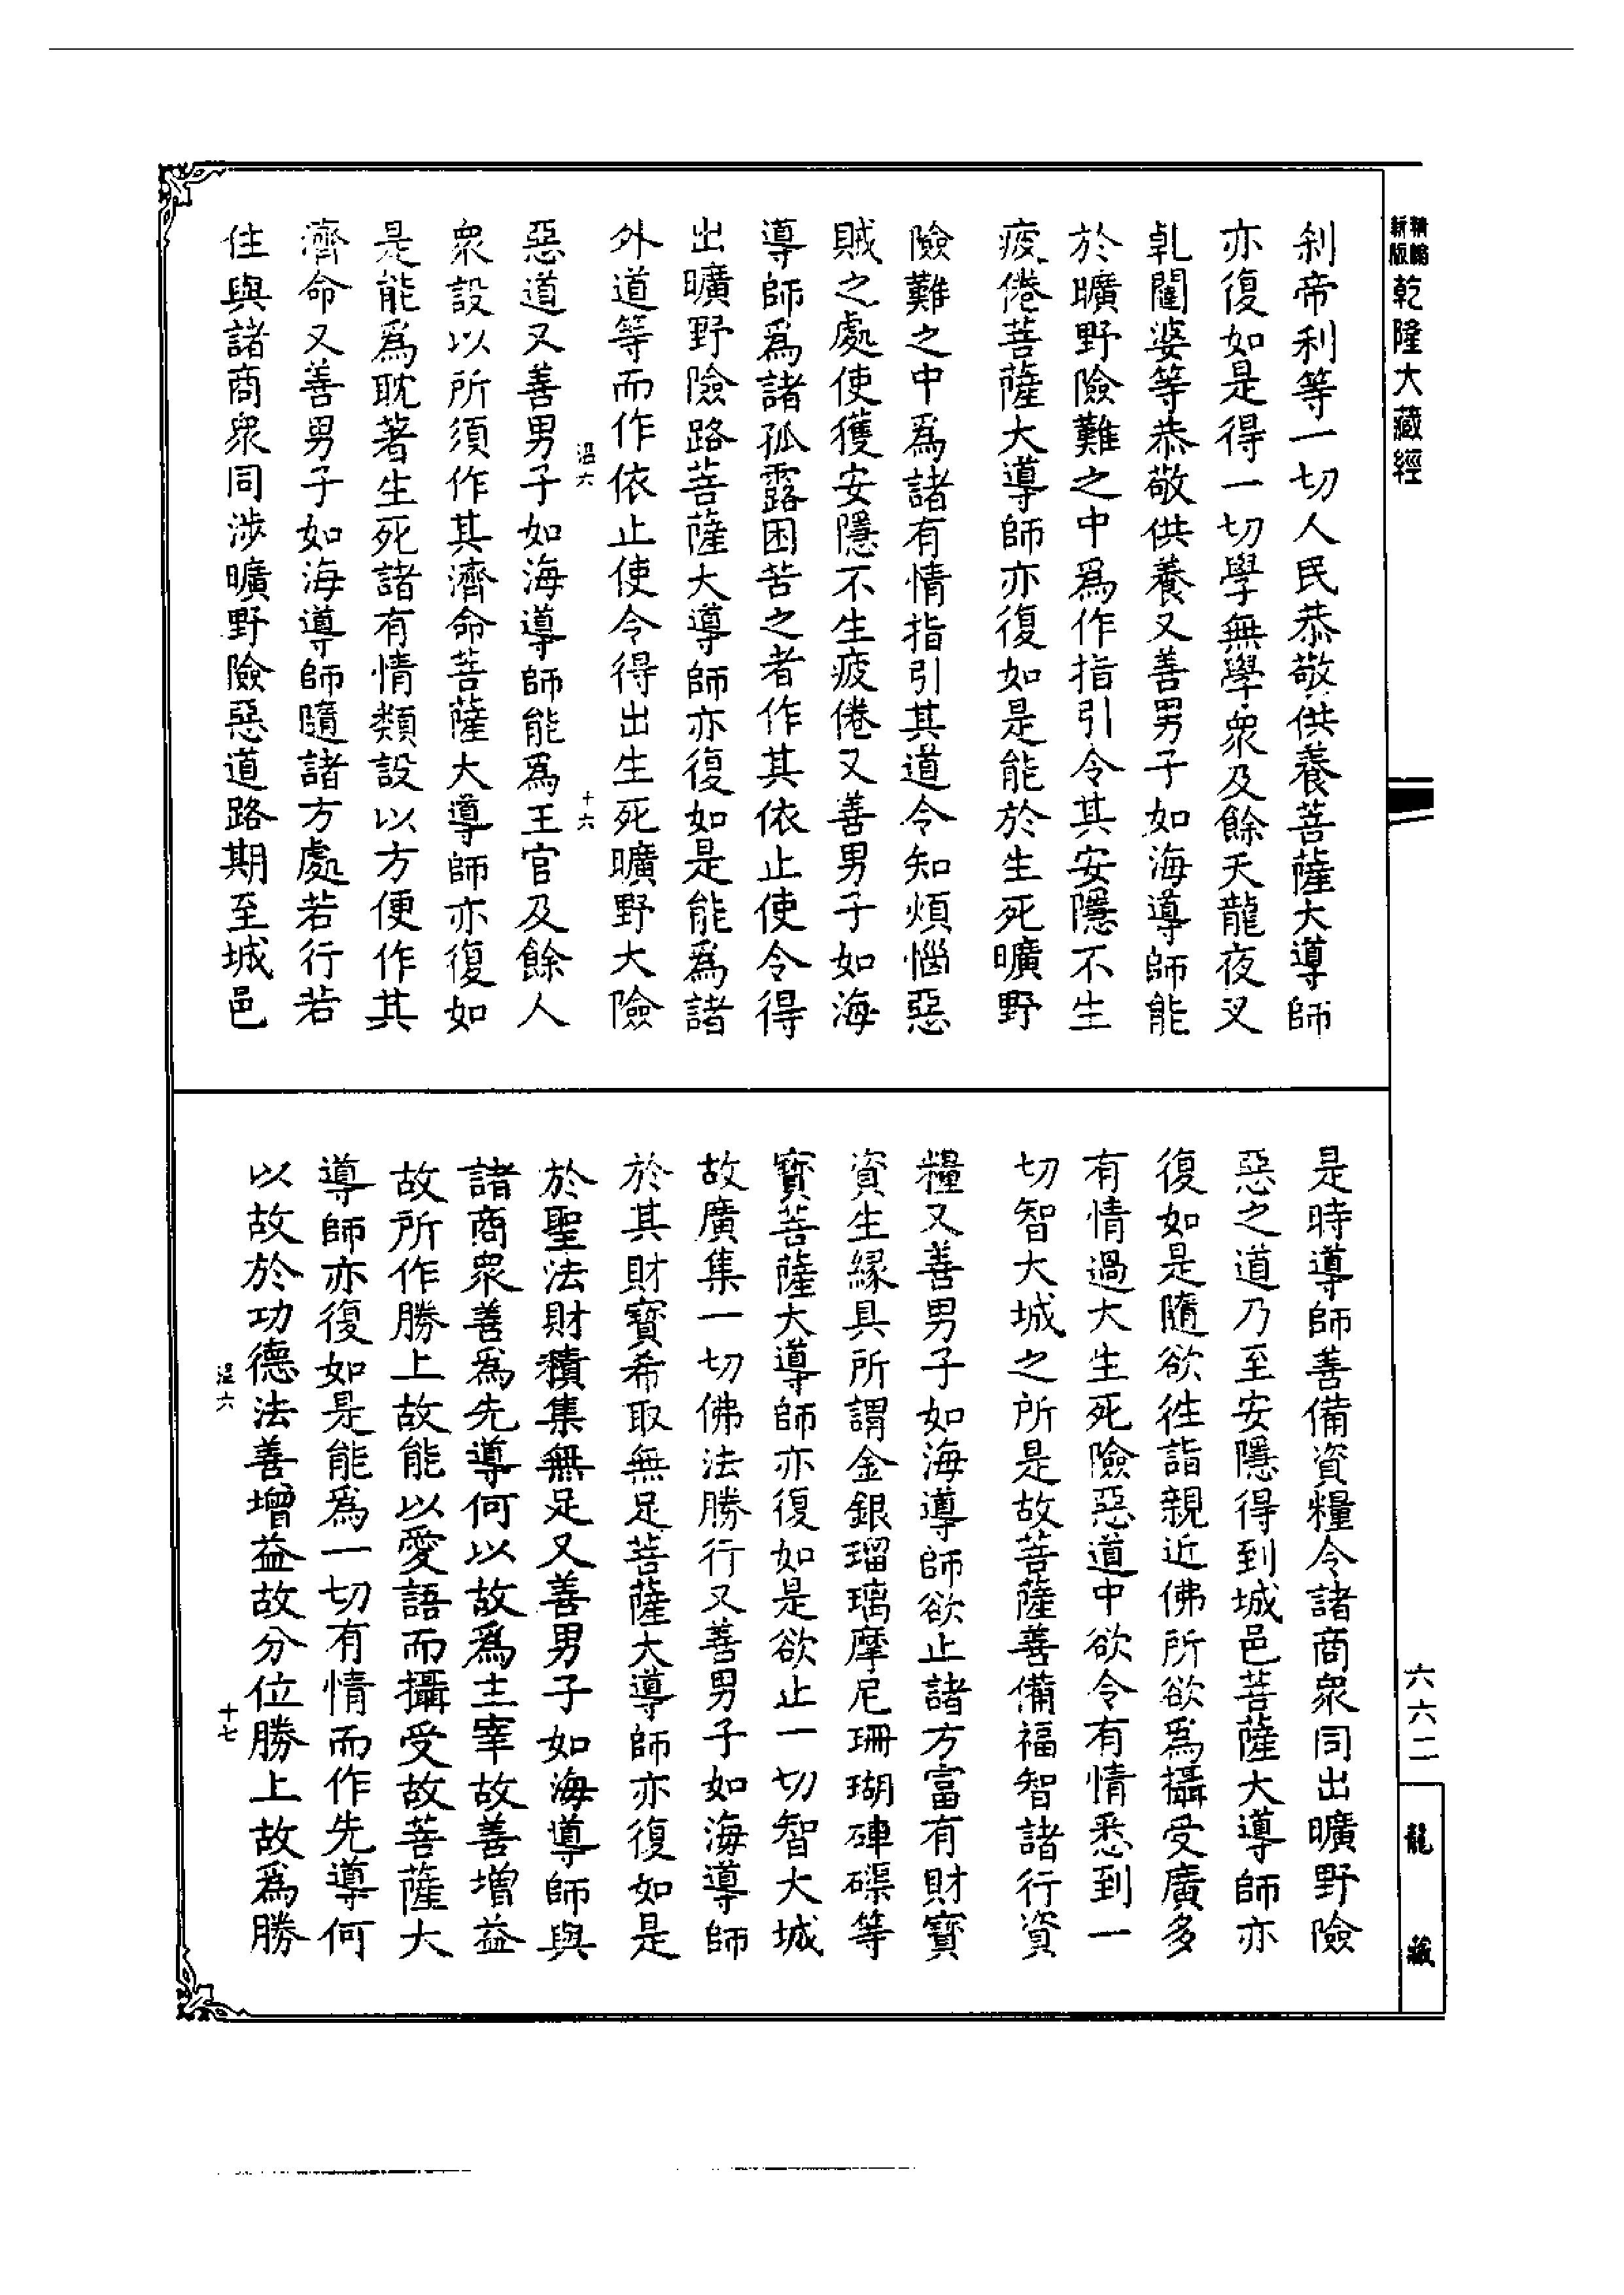 精縮
新版
乾隆大藏經
刹帝利等一切人民恭敬供養菩薩大導師
亦復如是得一切學無學眾及餘天龍夜叉
乹闥婆等恭敬供養又善男子如海導師能
於曠野險難之中爲作指引令其安隱不生
疲倦菩薩大導師亦復如是能於生死曠野
險難之中爲諸有情指引其道令知煩惱惡
賊之處使獲安隱不生疲倦又善男子如海
導師爲諸孤露困苦之者作其依止使令得
出曠野險路菩薩大導師亦復如是能爲諸
外道等而作依止使令得出生死曠野大險
溫六
十六
惡道又善男子如海導師能爲王官及餘人
眾設以所須作其濟命菩薩大導師亦復如
是能爲耽著生死諸有情類設以方便作其
濟命又善男子如海導師隨諸方處若行若
住與諸商眾同涉曠野險惡道路期至城邑
是時導師善備資糧令諸商眾同出曠野險
惡之道乃至安隱得到城邑菩薩大導師亦
復如是隨欲徃詣親近佛所欲爲攝受廣多
有情過大生死險惡道中欲令有情悉到一
切智大城之所是故菩薩善備福智諸行資
糧又善男子如海導師欲止諸方富有財寶
資生緣具所謂金銀瑠璃摩尼珊瑚硨磲等
寶菩薩大導師亦復如是欲止一切智大城
故廣集一切佛法勝行又善男子如海導師
於其財寶希取無足菩薩大導師亦復如是
於聖法財積集無足又善男子如海導師與
諸商眾善爲先導何以故爲主宰故善增益
故所作勝上故能以愛語而攝受故菩薩大
導師亦復如是能爲一切有情而作先導何
以故於功德法善增益故分位勝上故爲勝
溫六
十七
六六二
龍藏